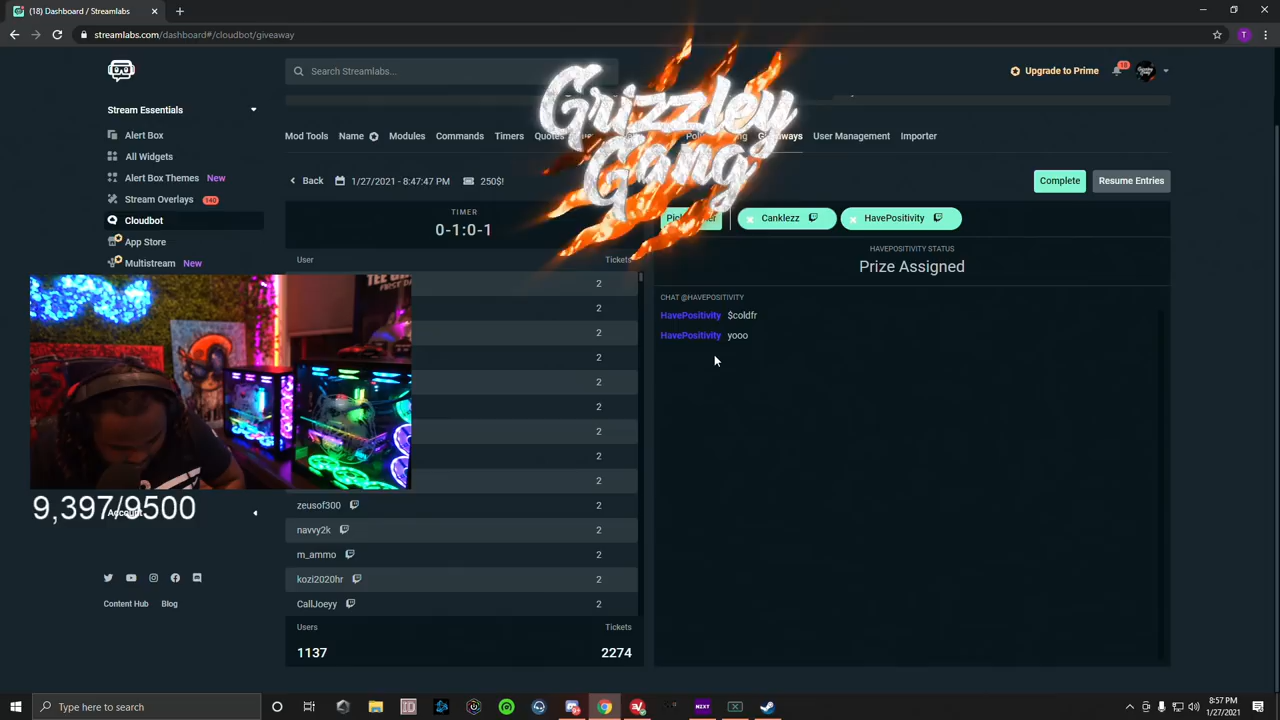 (18) Dashboard / Streamlabs
streamlabs.com/dashboard#/cloudbot/giveaway
Search Streamlabs...
Upgrade to Prime
18
Grizzley
Gang
Stream Essentials
Alert Box
All Widgets
Alert Box Themes New
Stream Overlays 140
Cloudbot
App Store
Multistream New
Mod Tools Name Modules Commands Timers Quotes
User Management Importer
Back 1/27/2021 - 8:47:47 PM 250$!
Complete Resume Entries
TIMER
0-1:0-1
Canklezz HavePositivity
HAVEPOSITIVITY STATUS
Prize Assigned
User Tickets
2
2
2
2
2
2
2
2
2
zeusof300 2
navvy2k 2
m_ammo 2
kozi2020hr 2
CallJoeyy 2
Users Tickets
1137 2274
CHAT @HAVEPOSITIVITY
HavePositivity $coldfr
HavePositivity yooo
9,397/9500
Account
Content Hub Blog
Type here to search
NZXT
8:57 PM
1/27/2021